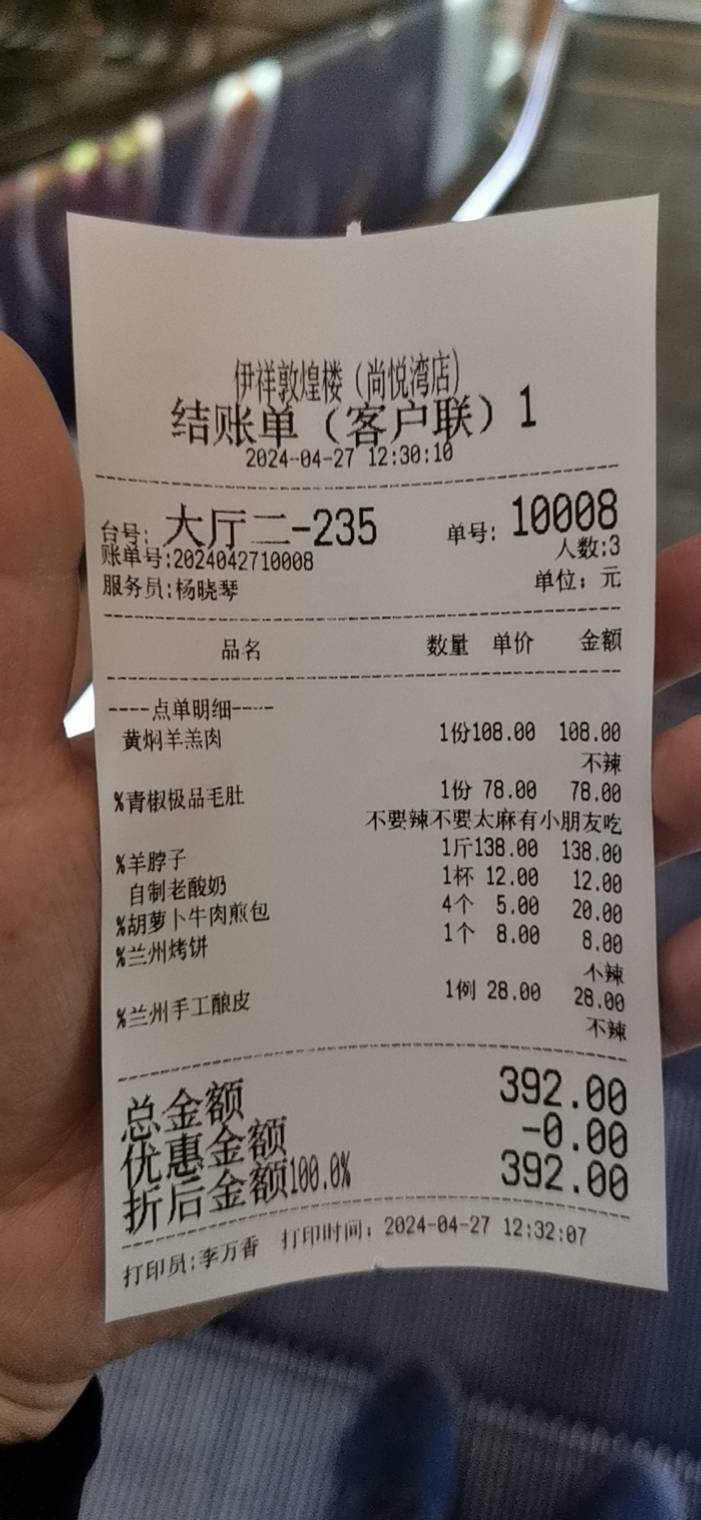 伊祥敦煌楼（尚悦湾店）
结账单（客户联）1
2024-04-27 12:30:10
台号: 大厅二-235 单号: 10008
账单号:2024042710008 人数:3
服务员:杨晓琴 单位：元
品名 数量 单价 金额
----点单明细----
黄焖羊羔肉 1份108.00 108.00
不辣
%青椒极品毛肚 1份 78.00 78.00
不要辣不要太麻有小朋友吃
%羊脖子 1斤138.00 138.00
自制老酸奶 1杯 12.00 12.00
%胡萝卜牛肉煎包 4个 5.00 20.00
%兰州烤饼 1个 8.00 8.00
不辣
%兰州手工酿皮 1例 28.00 28.00
不辣
总金额 392.00
优惠金额 -0.00
折后金额100.0% 392.00
打印员:李万香 打印时间：2024-04-27 12:32:07